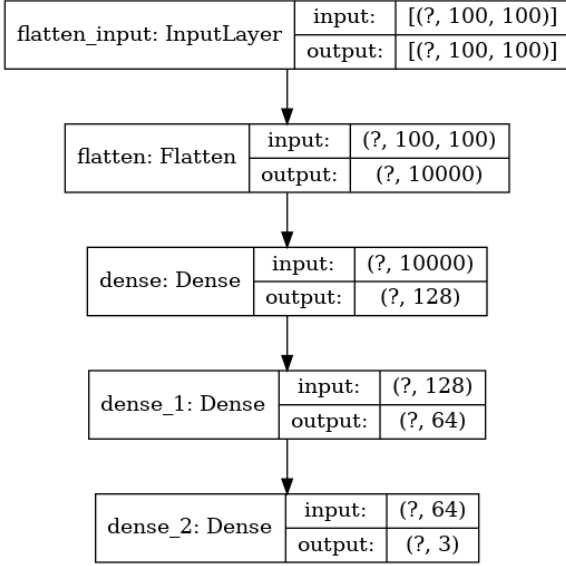 flatten_input: InputLayer
input: [(?, 100, 100)]
output: [(?, 100, 100)]
flatten: Flatten
input: (?, 100, 100)
output: (?, 10000)
dense: Dense
input: (?, 10000)
output: (?, 128)
dense_1: Dense
input: (?, 128)
output: (?, 64)
dense_2: Dense
input: (?, 64)
output: (?, 3)